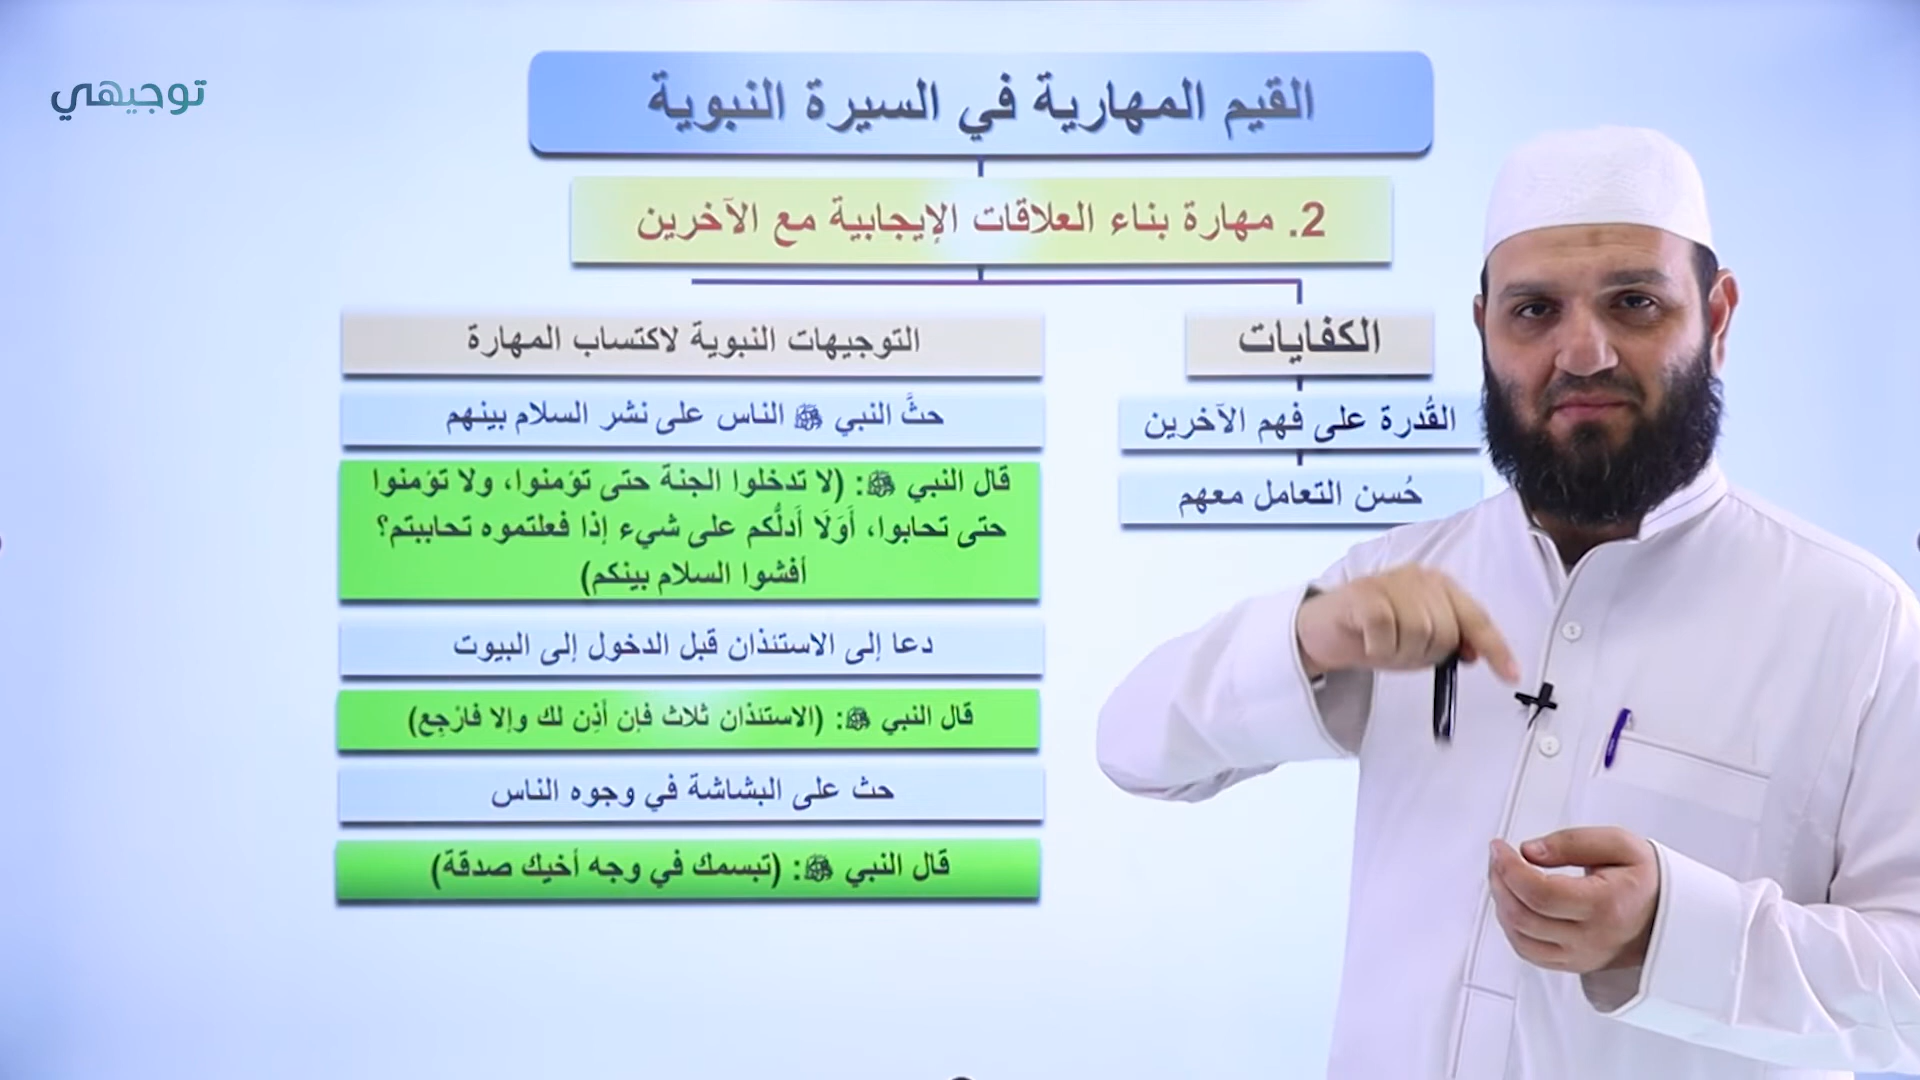 توجيهي
القيم المهارية في السيرة النبوية
2. مهارة بناء العلاقات الإيجابية مع الآخرين
الكفايات
القُدرة على فهم الآخرين
حُسن التعامل معهم
التوجيهات النبوية لاكتساب المهارة
حثَّ النبي ﷺ الناس على نشر السلام بينهم
قال النبي ﷺ: (لا تدخلوا الجنة حتى تؤمنوا، ولا تؤمنوا
حتى تحابوا، أَوَلَا أَدلُّكم على شيء إذا فعلتموه تحاببتم؟
أفشوا السلام بينكم)
دعا إلى الاستئذان قبل الدخول إلى البيوت
قال النبي ﷺ: (الاستئذان ثلاث فإن أذِن لك وإلا فارْجِع)
حث على البشاشة في وجوه الناس
قال النبي ﷺ: (تبسمك في وجه أخيك صدقة)